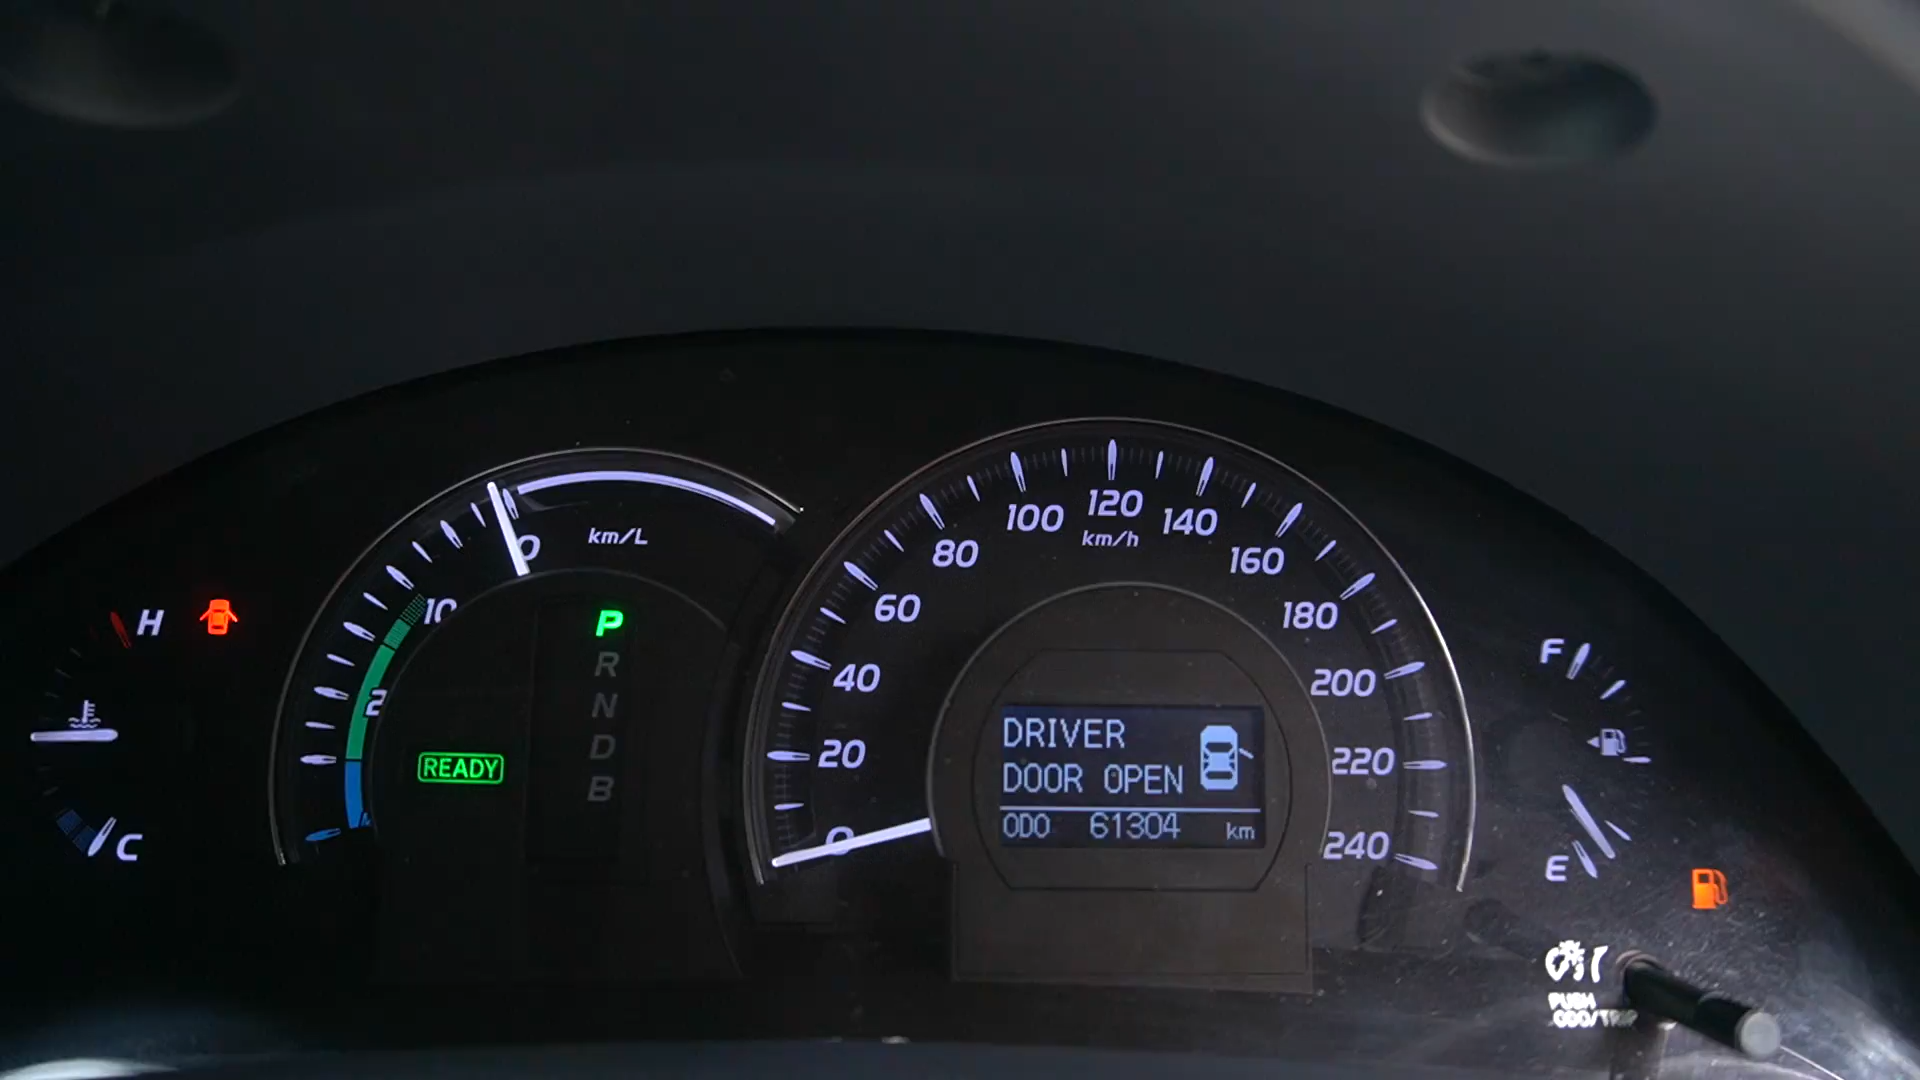 H
C
km/L
0
10
P
R
N
D
B
READY
0
20
40
60
80
100
120
140
160
180
200
220
240
km/h
DRIVER
DOOR OPEN
ODO 61304 km
F
E
PUSH
ODO/TRIP